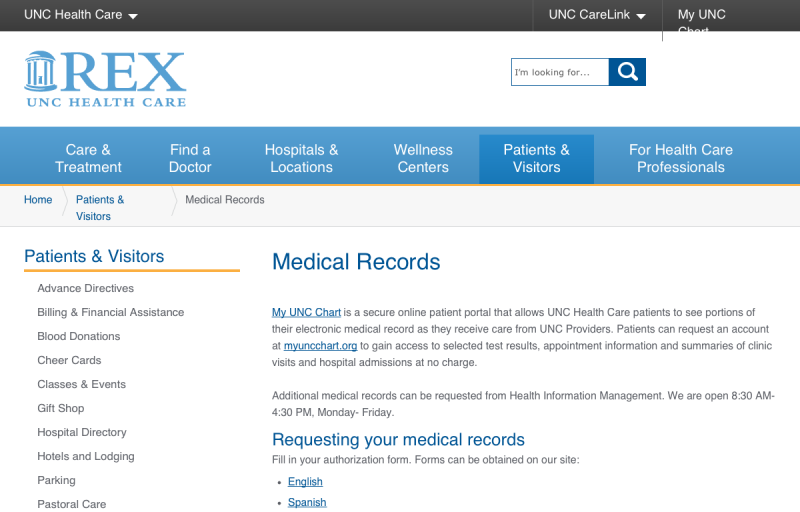 UNC Health Care
UNC CareLink
My UNC
REX
UNC HEALTH CARE
I'm looking for...
Care &
Treatment
Find a
Doctor
Hospitals &
Locations
Wellness
Centers
Patients &
Visitors
For Health Care
Professionals
Home
Patients &
Visitors
Medical Records
Patients & Visitors
Advance Directives
Billing & Financial Assistance
Blood Donations
Cheer Cards
Classes & Events
Gift Shop
Hospital Directory
Hotels and Lodging
Parking
Pastoral Care
Medical Records
My UNC Chart is a secure online patient portal that allows UNC Health Care patients to see portions of
their electronic medical record as they receive care from UNC Providers. Patients can request an account
at myuncchart.org to gain access to selected test results, appointment information and summaries of clinic
visits and hospital admissions at no charge.
Additional medical records can be requested from Health Information Management. We are open 8:30 AM-
4:30 PM, Monday- Friday.
Requesting your medical records
Fill in your authorization form. Forms can be obtained on our site:
English
Spanish